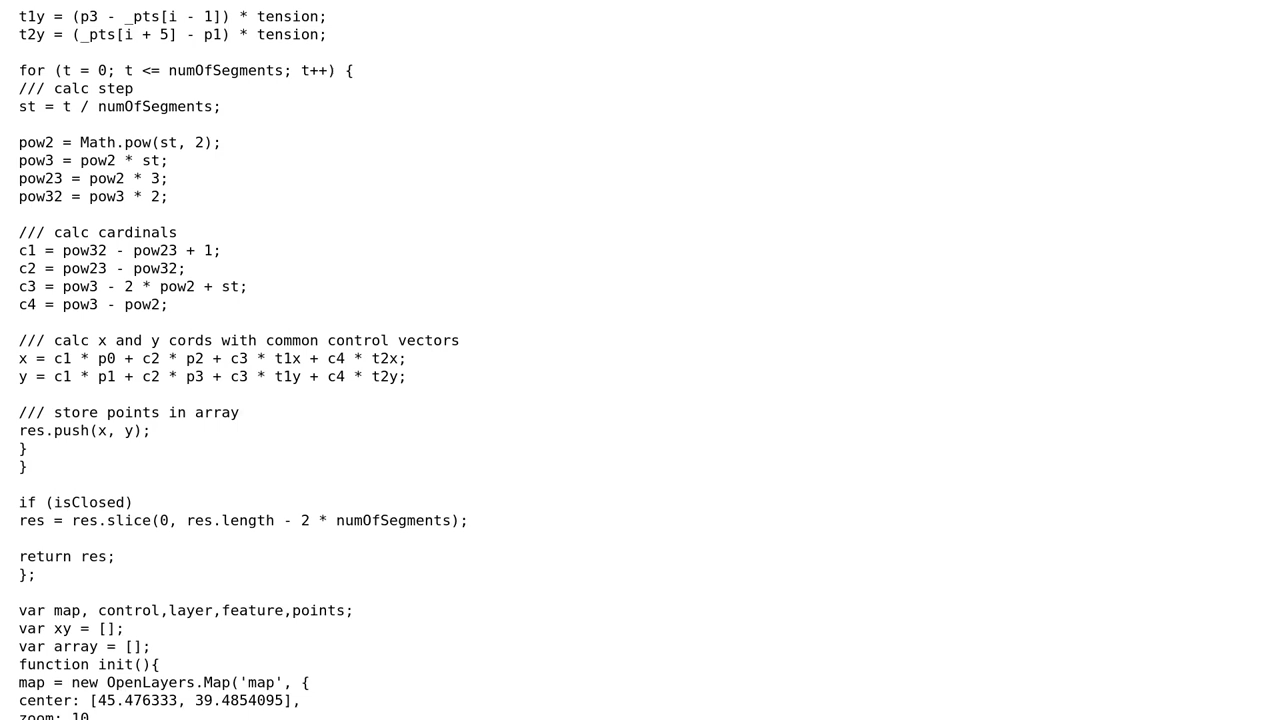 t1y = (p3 - _pts[i - 1]) * tension;
t2y = (_pts[i + 5] - p1) * tension;

for (t = 0; t <= numOfSegments; t++) {
/// calc step
st = t / numOfSegments;

pow2 = Math.pow(st, 2);
pow3 = pow2 * st;
pow23 = pow2 * 3;
pow32 = pow3 * 2;

/// calc cardinals
c1 = pow32 - pow23 + 1;
c2 = pow23 - pow32;
c3 = pow3 - 2 * pow2 + st;
c4 = pow3 - pow2;

/// calc x and y cords with common control vectors
x = c1 * p0 + c2 * p2 + c3 * t1x + c4 * t2x;
y = c1 * p1 + c2 * p3 + c3 * t1y + c4 * t2y;

/// store points in array
res.push(x, y);
}
}

if (isClosed)
res = res.slice(0, res.length - 2 * numOfSegments);

return res;
};

var map, control,layer,feature,points;
var xy = [];
var array = [];
function init(){
map = new OpenLayers.Map('map', {
center: [45.476333, 39.4854095],
zoom: 10